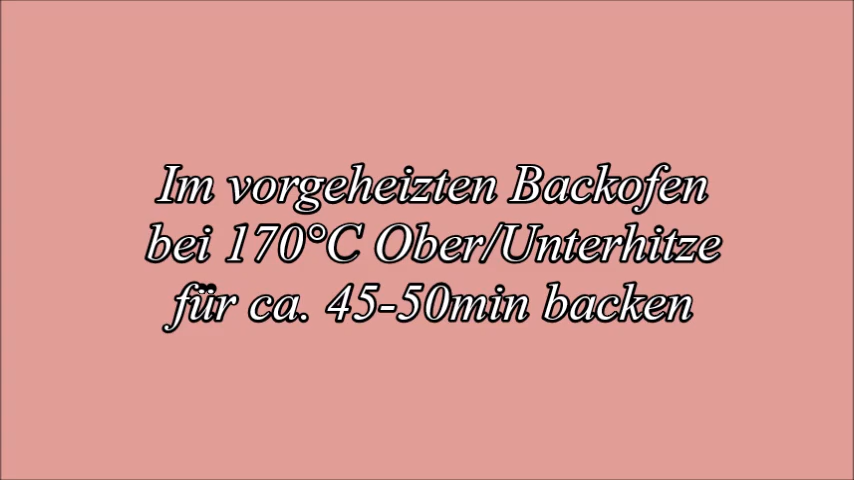 Im vorgeheizten Backofen
bei 170°C Ober/Unterhitze
für ca. 45-50min backen